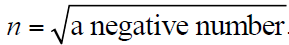 n = √a negative number.